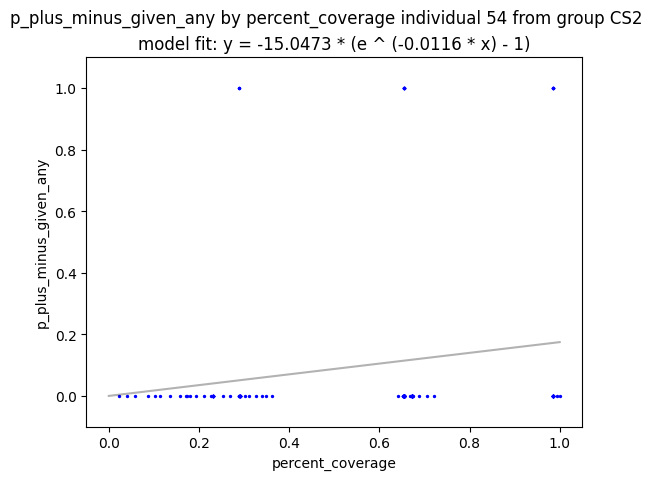 p_plus_minus_given_any by percent_coverage individual 54 from group CS2
model fit: y = -15.0473 * (e ^ (-0.0116 * x) - 1)
1.0
0.8
0.6
0.4
0.2
0.0
p_plus_minus_given_any
0.0 0.2 0.4 0.6 0.8 1.0
percent_coverage